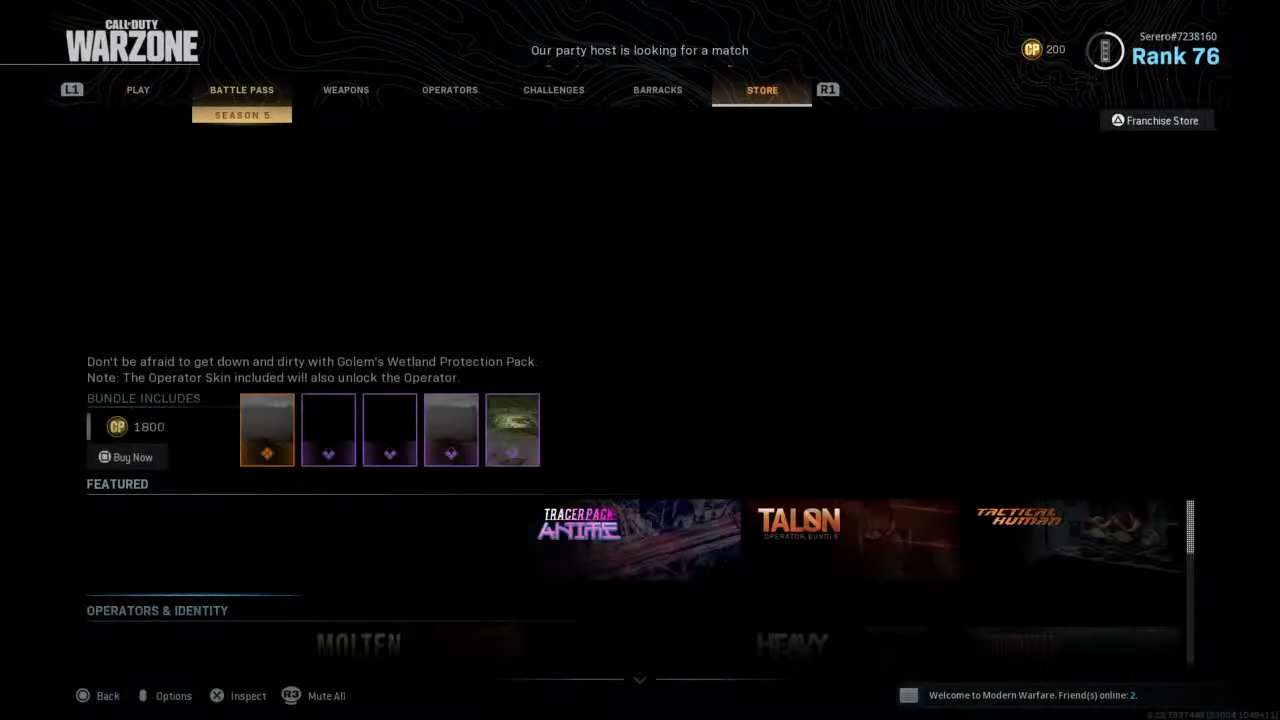 CALL OF DUTY
WARZONE
Our party host is looking for a match
CP 200
Serero#7238160
Rank 76
L1
PLAY
BATTLE PASS
WEAPONS
OPERATORS
CHALLENGES
BARRACKS
STORE
R1
SEASON 5
Franchise Store
Don't be afraid to get down and dirty with Golem's Wetland Protection Pack.
Note: The Operator Skin included will also unlock the Operator.
BUNDLE INCLUDES
CP 1800
Buy Now
FEATURED
TRACER PACK
ANIME
TALON
OPERATOR BUNDLE
TACTICAL
HUMAN
OPERATORS & IDENTITY
MOLTEN
HEAVY
Back
Options
Inspect
R3 Mute All
Welcome to Modern Warfare. Friend(s) online: 2.